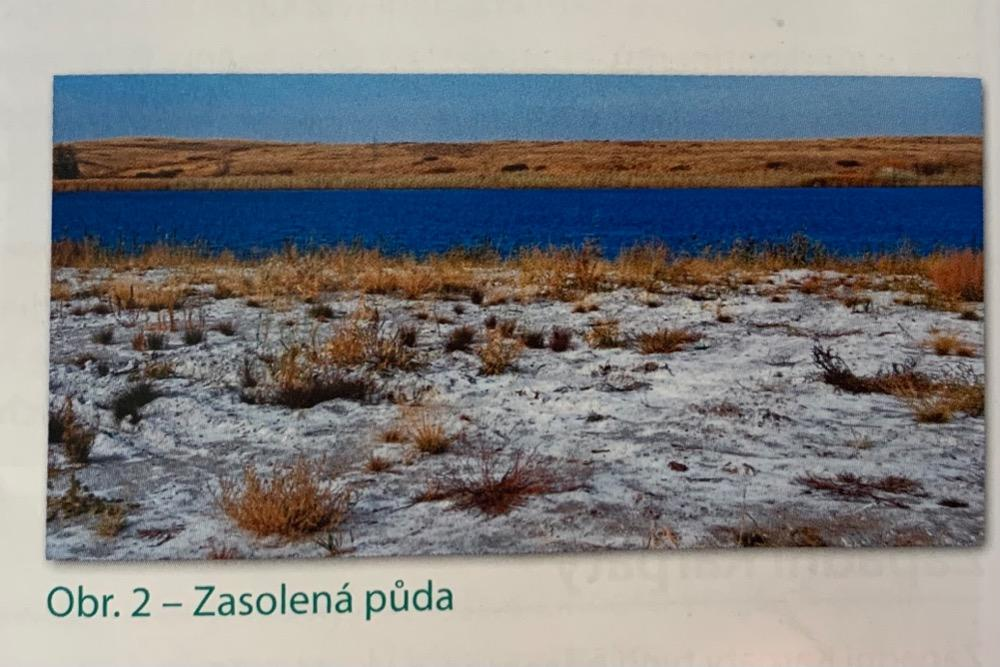 Obr. 2 – Zasolená půda